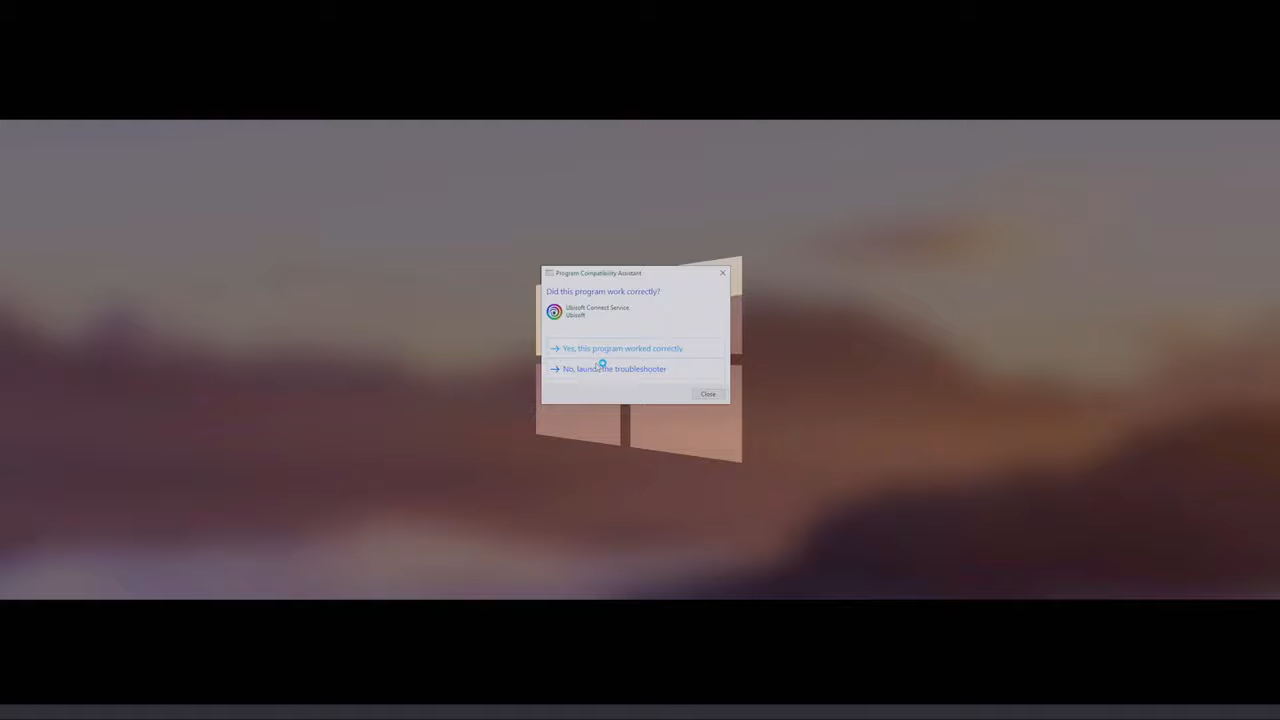 Program Compatibility Assistant
Did this program work correctly?
Ubisoft Connect Service
Ubisoft
Yes, this program worked correctly
No, launch the troubleshooter
Close